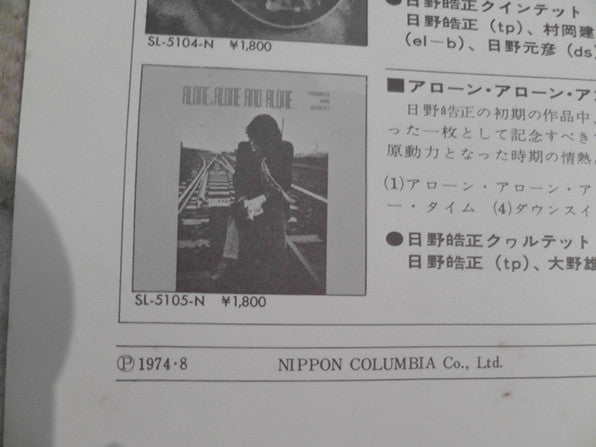 ●日野皓正クインテット
日野皓正 (tp)、村岡建
(el-b)、日野元彦 (ds)
SL-5104-N ¥1,800
ALONE, ALONE AND ALONE
QUARTET
■アローン・アローン・ア
日野皓正の初期の作品中、
った一枚として記念すべき
原動力となった時期の情熱
(1)アローン・アローン・ア
ー・タイム (4)ダウンスイ
●日野皓正クヮルテット
日野皓正 (tp)、大野雄
SL-5105-N ¥1,800
Ⓟ 1974・8 NIPPON COLUMBIA Co., Ltd.